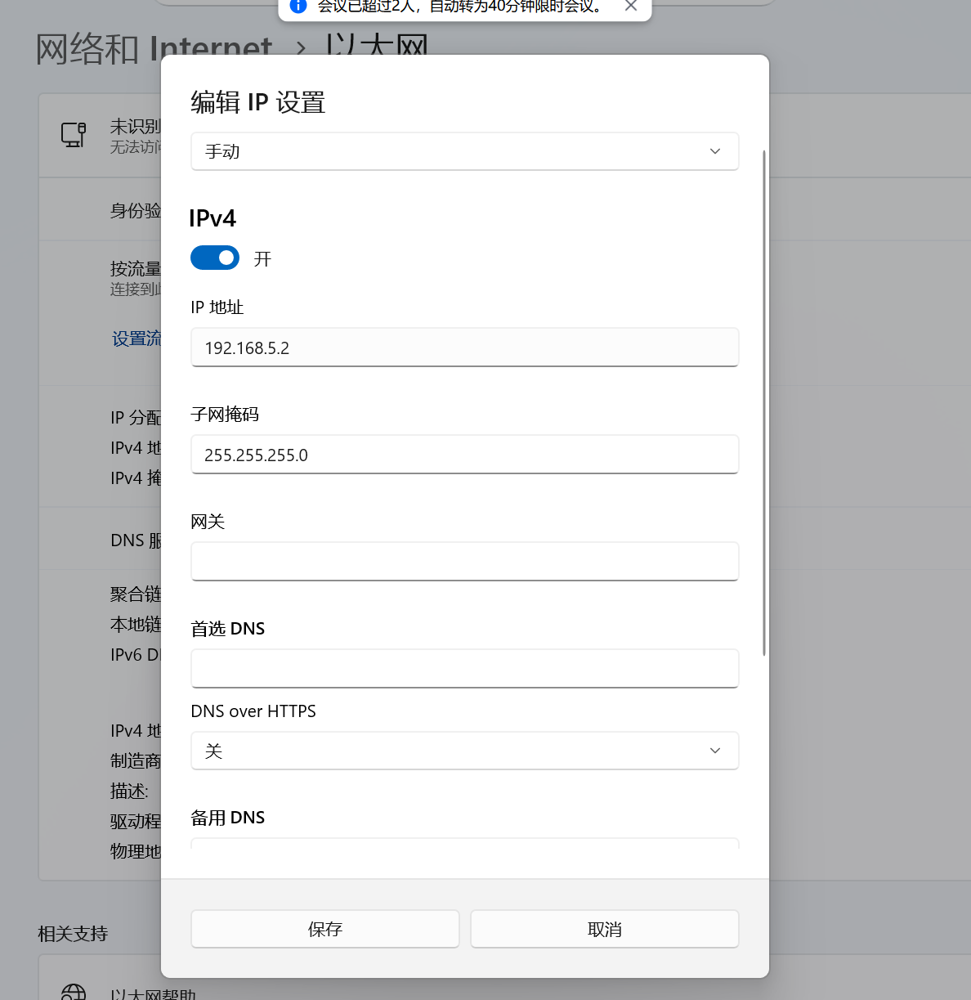 会议已超过2人，自动转为40分钟限时会议。
网络和 Internet › 以太网
编辑 IP 设置
未识别
无法访问
手动
身份验
IPv4
开
按流量
连接到此
IP 地址
设置流
192.168.5.2
子网掩码
IP 分配
IPv4 地
255.255.255.0
IPv4 掩
网关
DNS 服
聚合链
本地链
首选 DNS
IPv6 D
DNS over HTTPS
IPv4 地
关
制造商
描述:
备用 DNS
驱动程
物理地
保存
取消
相关支持
以太网帮助